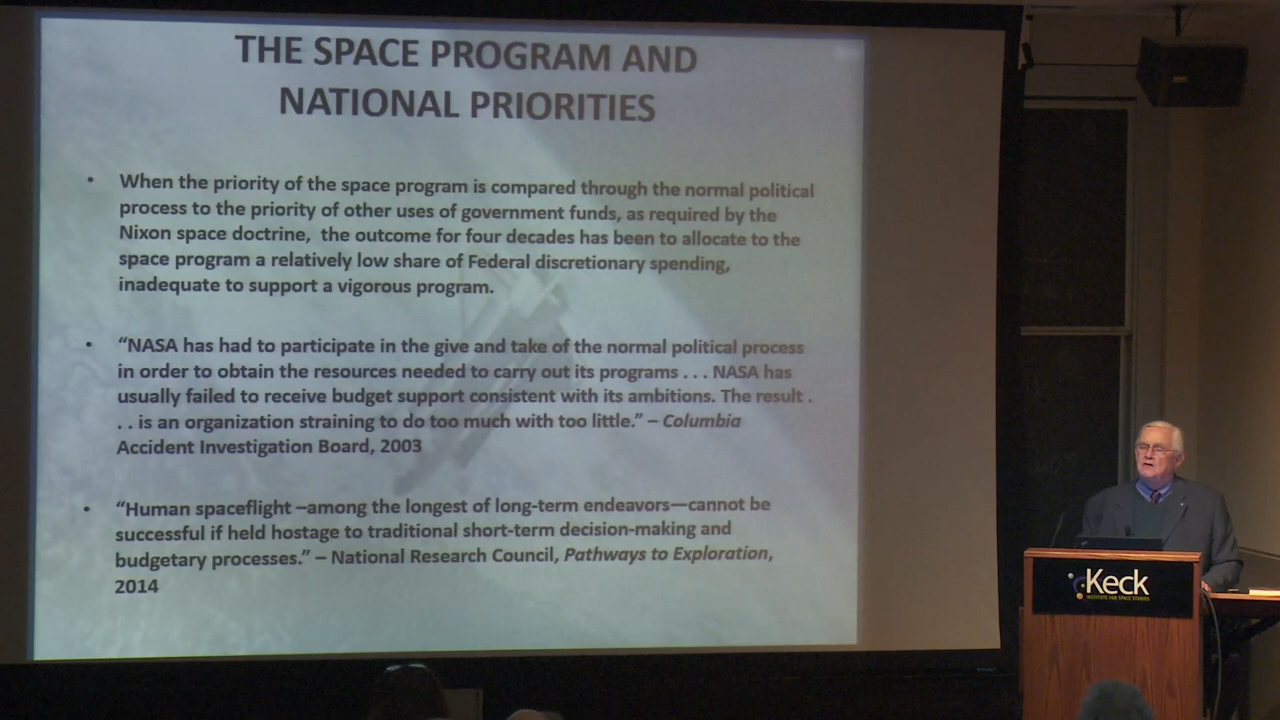 THE SPACE PROGRAM AND
NATIONAL PRIORITIES
• When the priority of the space program is compared through the normal political
process to the priority of other uses of government funds, as required by the
Nixon space doctrine, the outcome for four decades has been to allocate to the
space program a relatively low share of Federal discretionary spending,
inadequate to support a vigorous program.
• “NASA has had to participate in the give and take of the normal political process
in order to obtain the resources needed to carry out its programs . . . NASA has
usually failed to receive budget support consistent with its ambitions. The result .
. . is an organization straining to do too much with too little.” – Columbia
Accident Investigation Board, 2003
• “Human spaceflight –among the longest of long-term endeavors—cannot be
successful if held hostage to traditional short-term decision-making and
budgetary processes.” – National Research Council, Pathways to Exploration,
2014
Keck
INSTITUTE FOR SPACE STUDIES